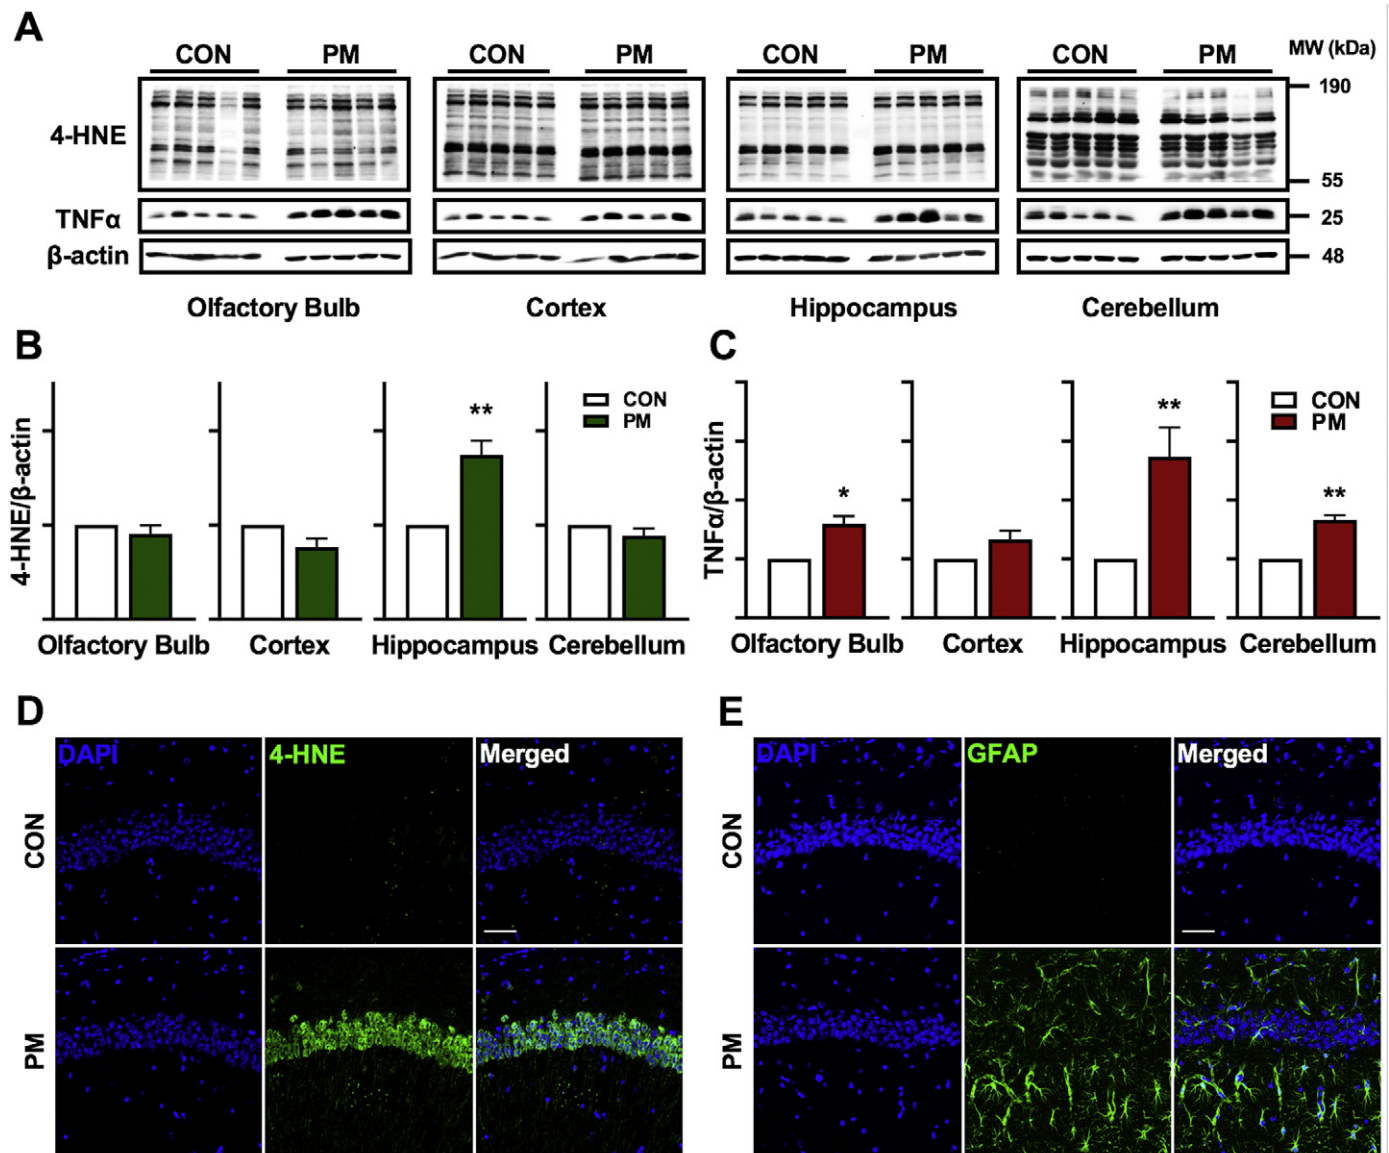 A
CON PM CON PM CON PM CON PM MW (kDa)
4-HNE 190
55
TNFα 25
β-actin 48
Olfactory Bulb Cortex Hippocampus Cerebellum
B
4-HNE/β-actin
**
CON
PM
Olfactory Bulb Cortex Hippocampus Cerebellum
C
TNFα/β-actin
* ** **
CON
PM
Olfactory Bulb Cortex Hippocampus Cerebellum
D
DAPI 4-HNE Merged
CON
PM
E
DAPI GFAP Merged
CON
PM